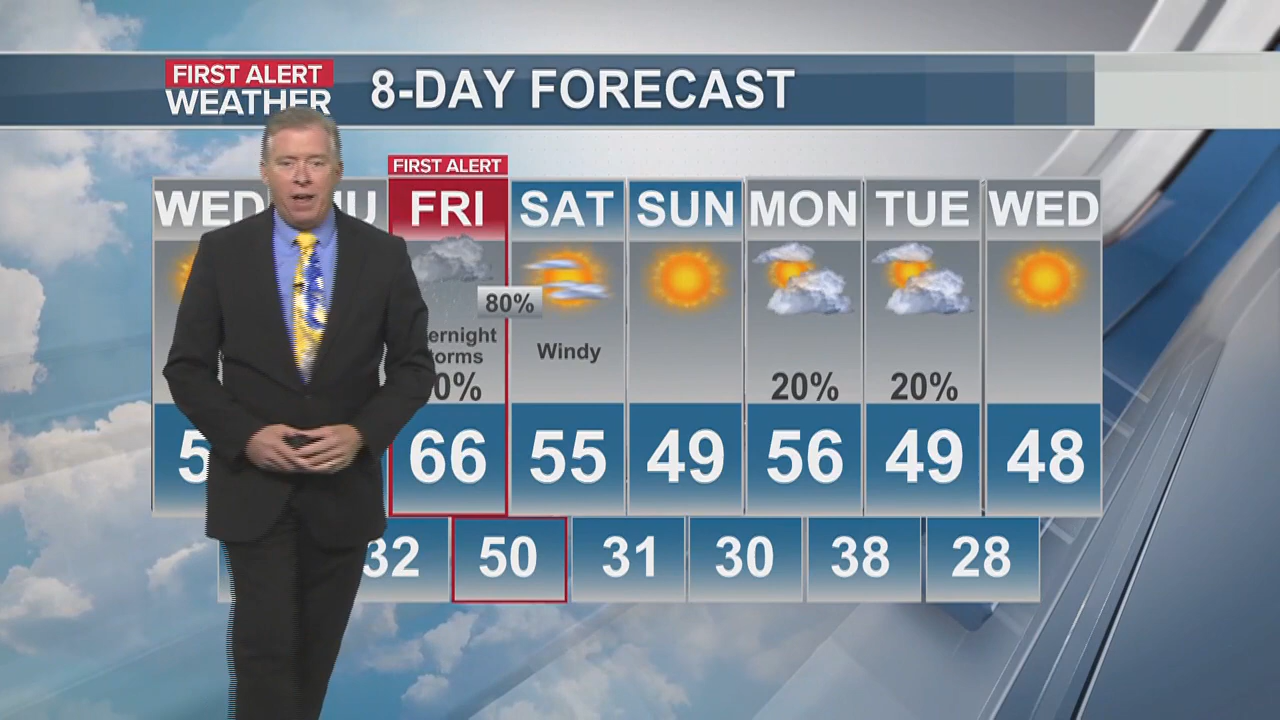 FIRST ALERT
WEATHER
8-DAY FORECAST
FIRST ALERT
WED FRI SAT SUN MON TUE WED
80%
Windy
20% 20%
66 55 49 56 49 48
32 50 31 30 38 28